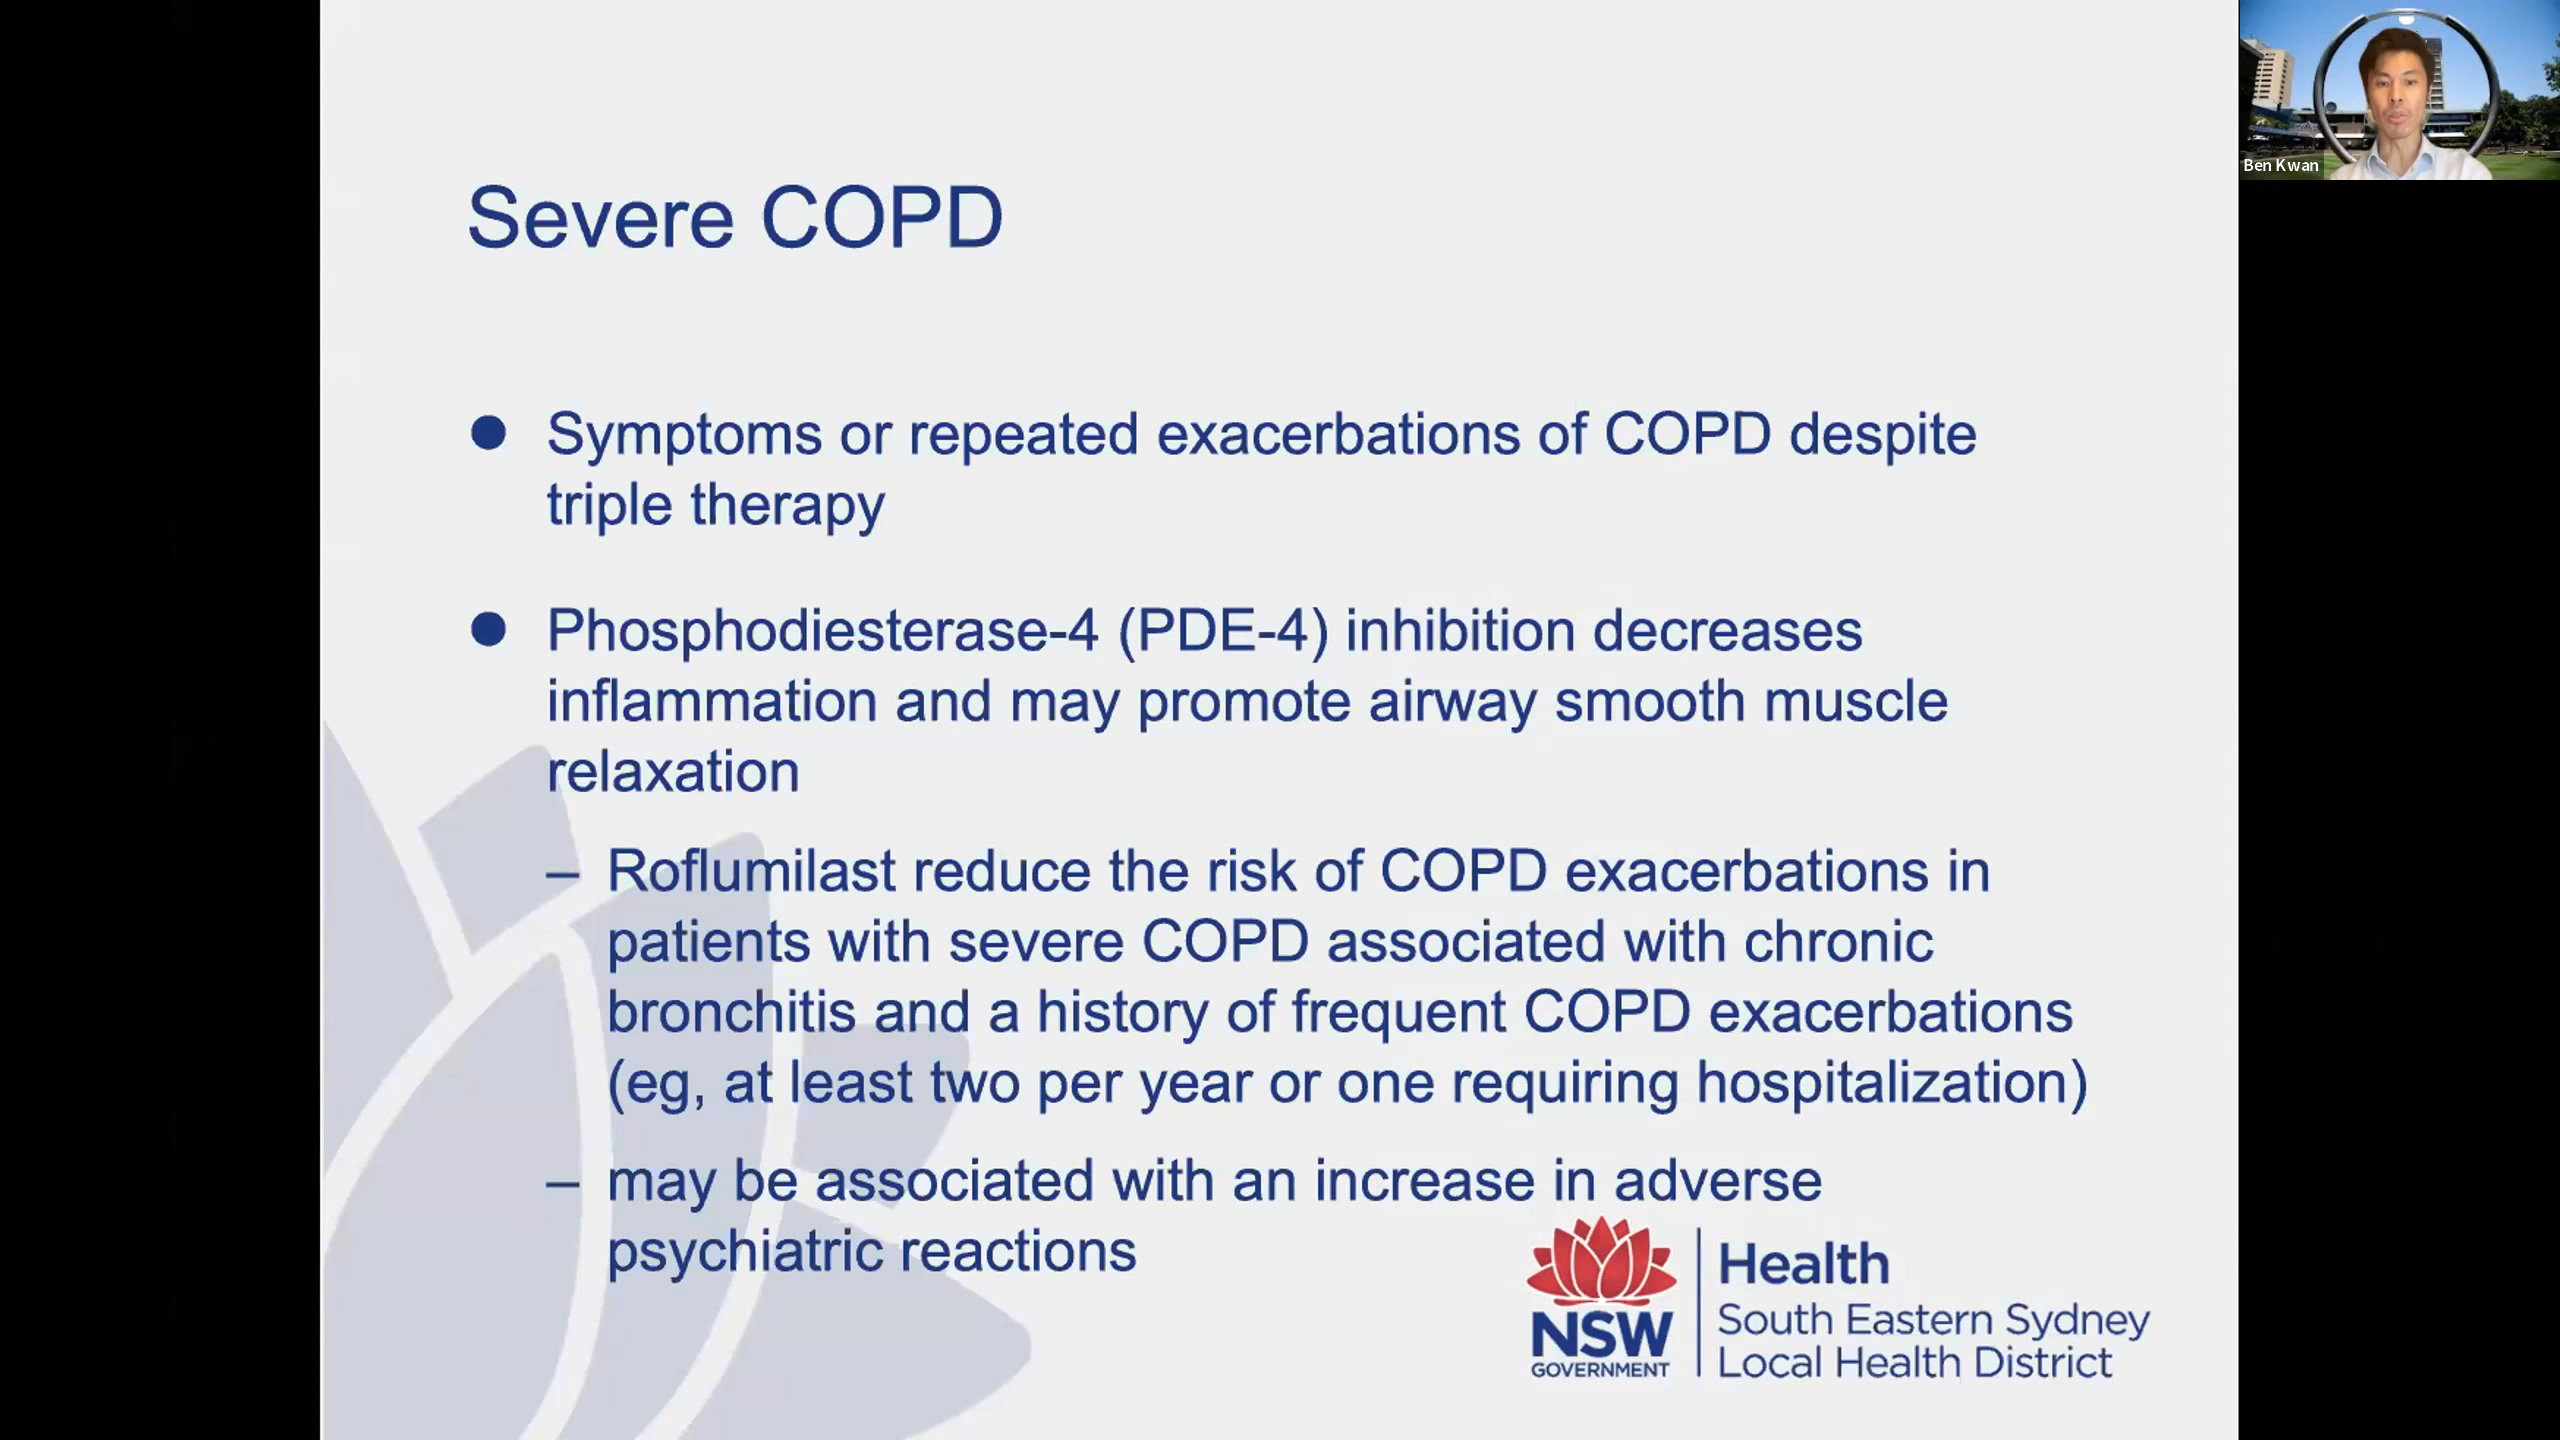 Severe COPD
Ben Kwan
● Symptoms or repeated exacerbations of COPD despite
triple therapy
● Phosphodiesterase-4 (PDE-4) inhibition decreases
inflammation and may promote airway smooth muscle
relaxation
– Roflumilast reduce the risk of COPD exacerbations in
patients with severe COPD associated with chronic
bronchitis and a history of frequent COPD exacerbations
(eg, at least two per year or one requiring hospitalization)
– may be associated with an increase in adverse
psychiatric reactions
NSW
GOVERNMENT
Health
South Eastern Sydney
Local Health District